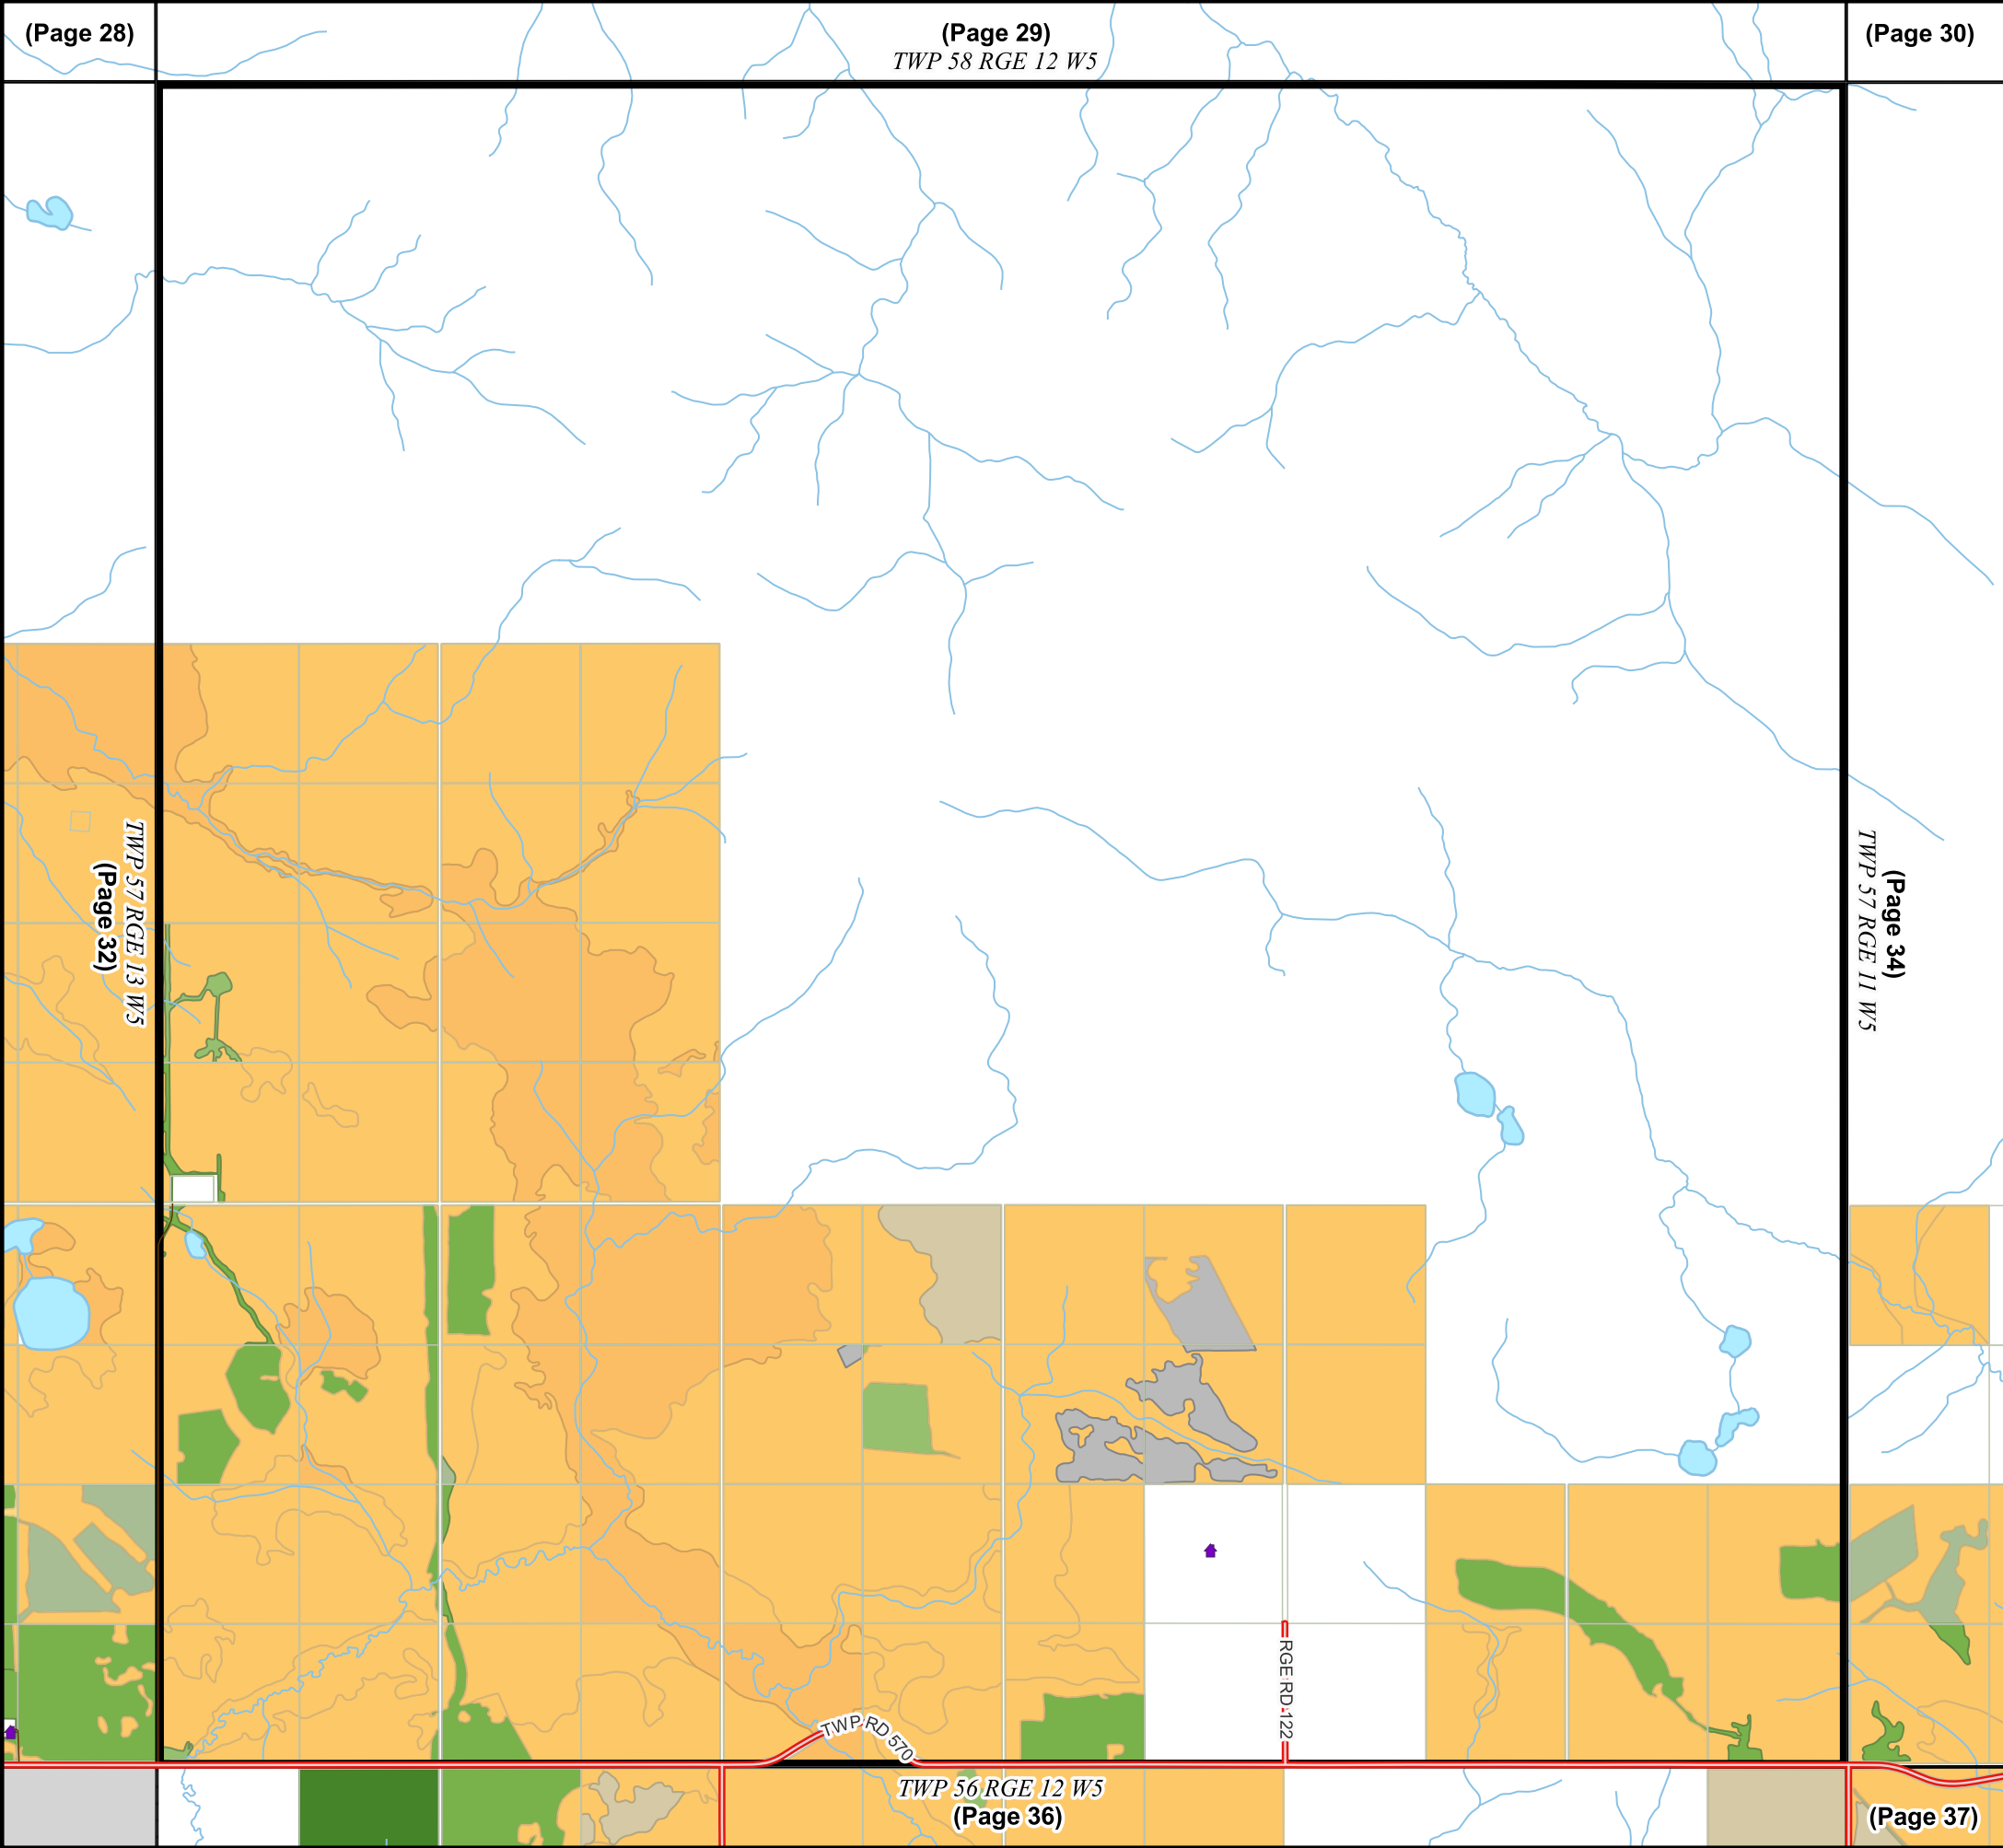 (Page 28)
(Page 29)
TWP 58 RGE 12 W5
(Page 30)
TWP 57 RGE 13 W5
(Page 32)
(Page 34)
TWP 57 RGE 11 W5
RGE RD 122
TWP RD 570
TWP 56 RGE 12 W5
(Page 36)
(Page 37)